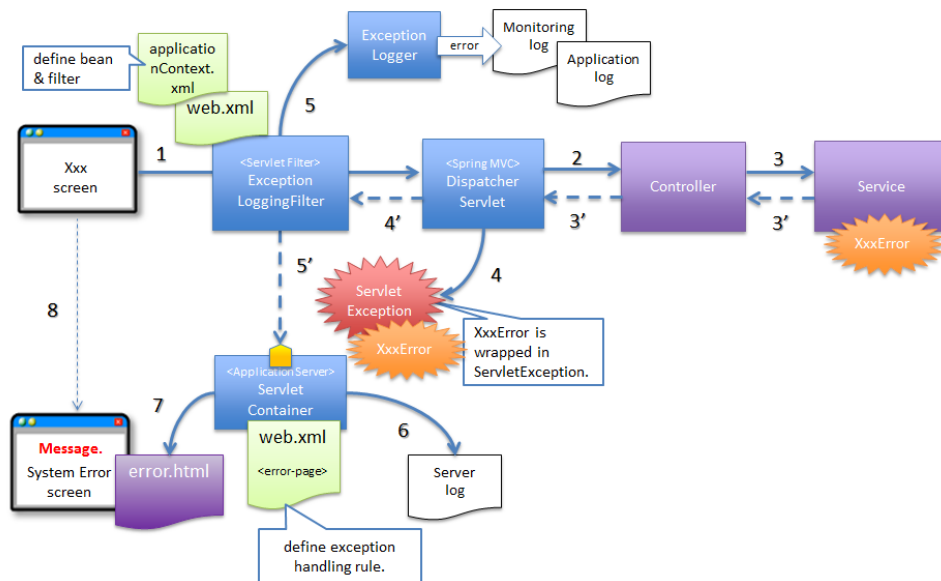 define bean
& filter
applicatio
nContext.
xml
web.xml
Exception
Logger
error
Monitoring
log
Application
log
5
Xxx
screen
1
<Servlet Filter>
Exception
LoggingFilter
<Spring MVC>
Dispatcher
Servlet
2
Controller
3
Service
4’
3’
3’
XxxError
5’
4
Servlet
Exception
XxxError
XxxError is
wrapped in
ServletException.
8
<Application Server>
Servlet
Container
7
6
web.xml
<error-page>
Message.
System Error
screen
error.html
Server
log
define exception
handling rule.